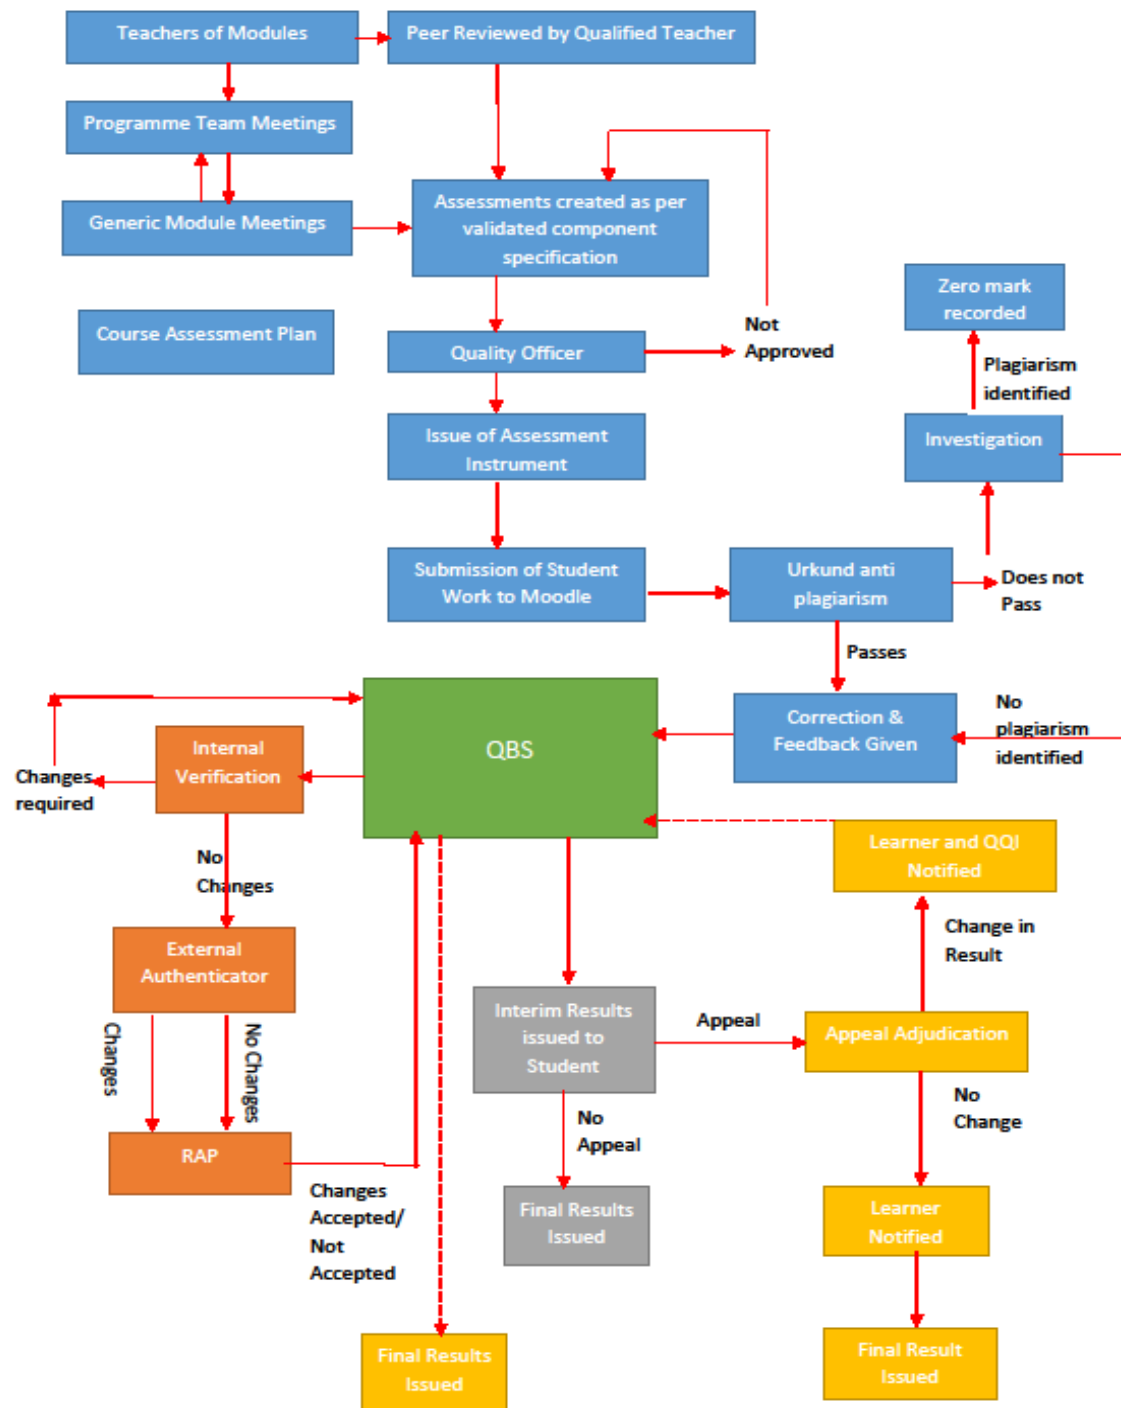 Teachers of Modules
Peer Reviewed by Qualified Teacher
Programme Team Meetings
Generic Module Meetings
Assessments created as per
validated component
specification
Zero mark
recorded
Course Assessment Plan
Quality Officer
Not
Approved
Plagiarism
identified
Issue of Assessment
Instrument
Investigation
Submission of Student
Work to Moodle
Urkund anti
plagiarism
Does not
Pass
Passes
QBS
Correction &
Feedback Given
No
plagiarism
identified
Internal
Verification
Changes
required
No
Changes
Learner and QQI
Notified
External
Authenticator
Change in
Result
Interim Results
issued to
Student
Appeal
Appeal Adjudication
Changes
No Changes
No
Appeal
No
Change
RAP
Changes
Accepted/
Not
Accepted
Final Results
Issued
Learner
Notified
Final Results
Issued
Final Result
Issued